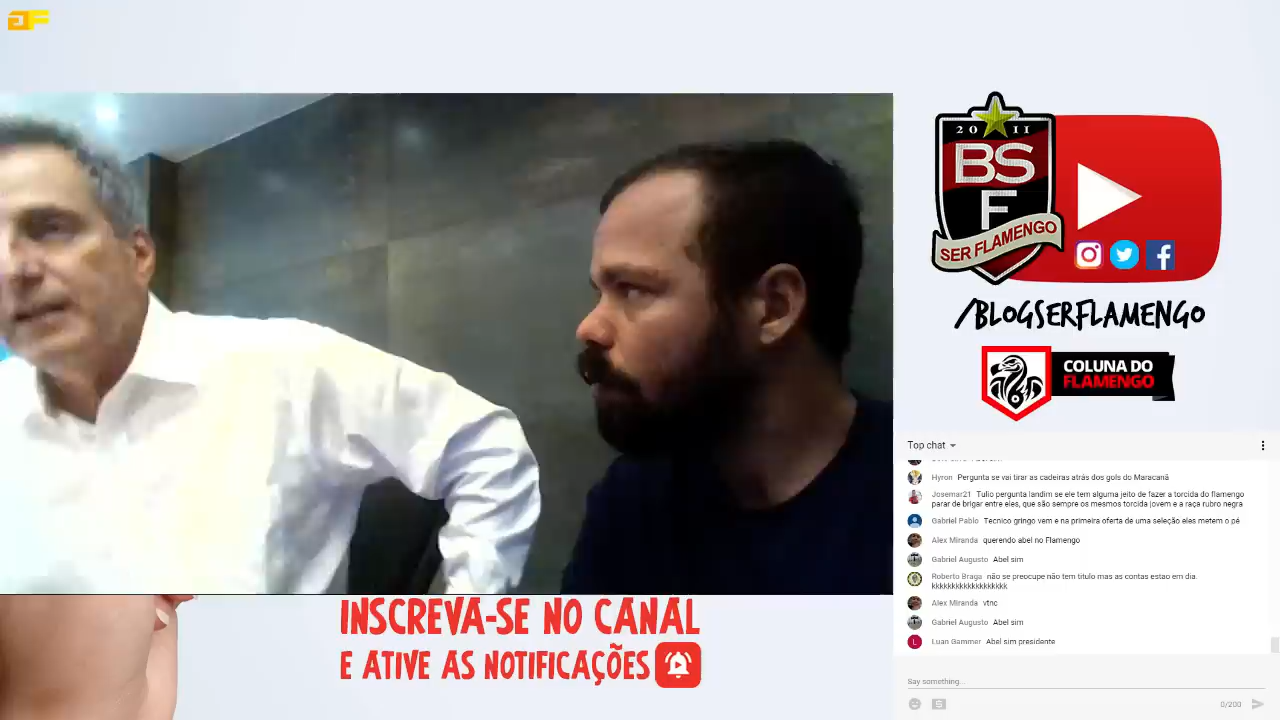 GF
2011
BS
F
SER FLAMENGO
/BLOGSERFLAMENGO
COLUNA DO
FLAMENGO
Top chat
Hyron Pergunta se vai tirar as cadeiras atrás dos gols do Maracanã
Josemar21 Tulio pergunta landim se ele tem alguma jeito de fazer a torcida do flamengo
parar de brigar entre eles, que são sempre os mesmos torcida jovem e a raça rubro negra
Gabriel Pablo Tecnico gringo vem e na primeira oferta de uma seleção eles metem o pé
Alex Miranda querendo abel no Flamengo
Gabriel Augusto Abel sim
Roberto Braga não se preocupe não tem titulo mas as contas estao em dia.
kkkkkkkkkkkkkkkkkkk
Alex Miranda vtnc
Gabriel Augusto Abel sim
L Luan Gammer Abel sim presidente
Say something...
0/200
INSCREVA-SE NO CANAL
E ATIVE AS NOTIFICAÇÕES